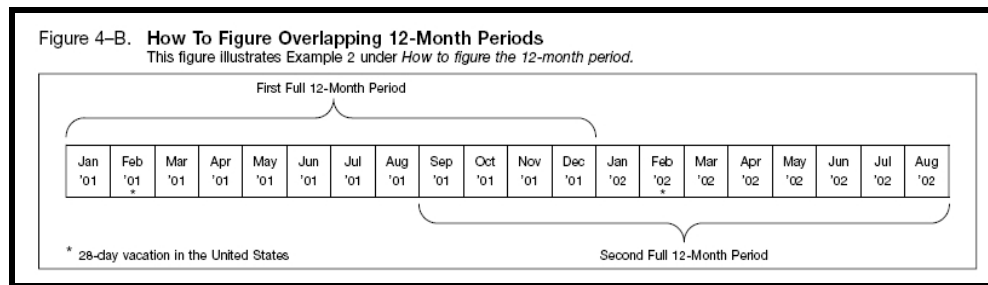 Figure 4–B. How To Figure Overlapping 12-Month Periods
This figure illustrates Example 2 under How to figure the 12-month period.
First Full 12-Month Period
Jan Feb Mar Apr May Jun Jul Aug Sep Oct Nov Dec Jan Feb Mar Apr May Jun Jul Aug
'01 '01 '01 '01 '01 '01 '01 '01 '01 '01 '01 '01 '02 '02 '02 '02 '02 '02 '02 '02
* *
* 28-day vacation in the United States
Second Full 12-Month Period